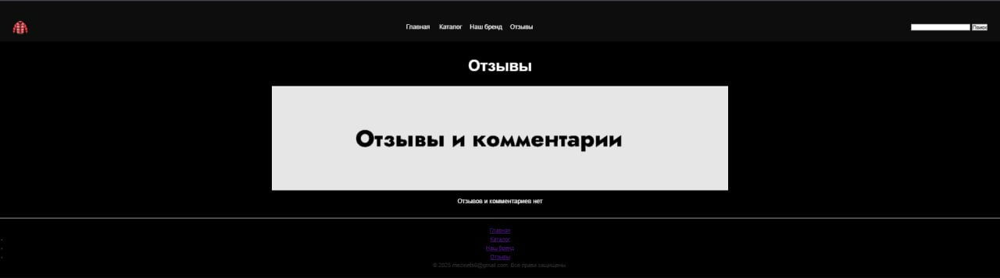 Главная Каталог Наш бренд Отзывы Поиск
Отзывы
Отзывы и комментарии
Отзывов и комментариев нет
Главная
Каталог
Наш бренд
Отзывы
© 2025 Все права защищены